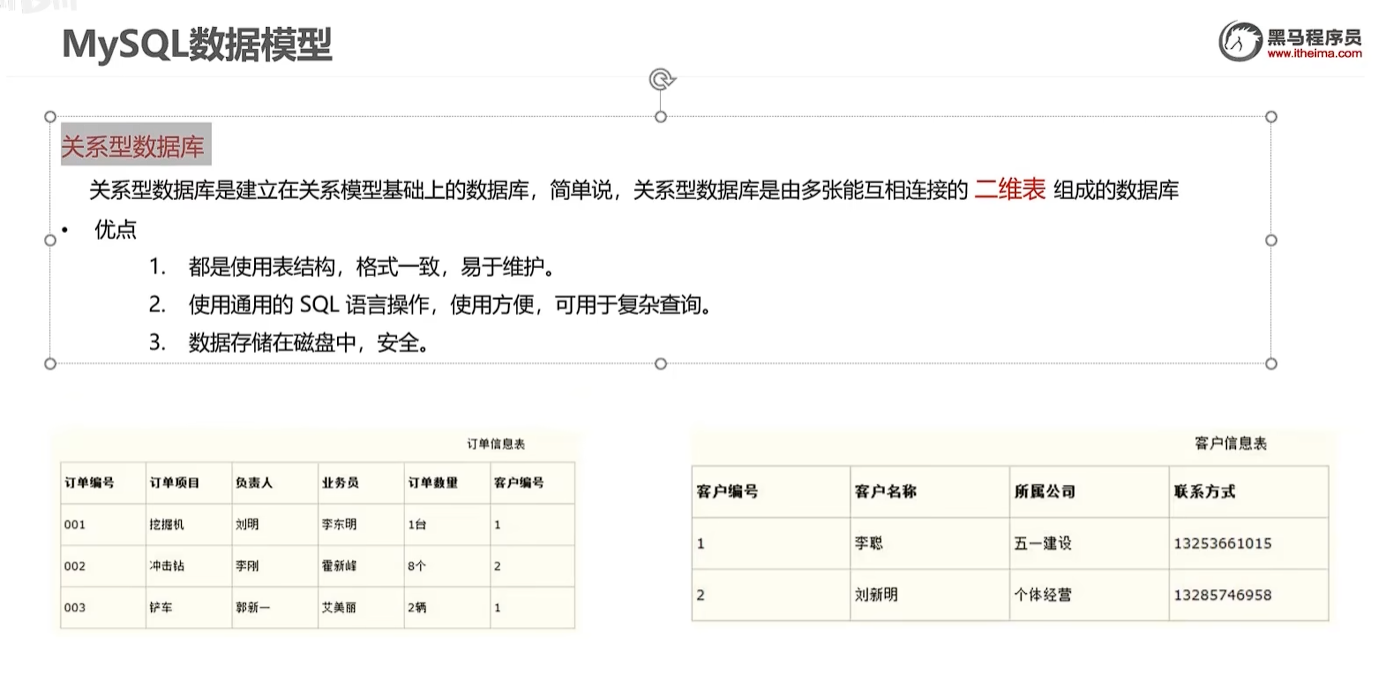 MySQL数据模型
黑马程序员
www.itheima.com
关系型数据库
关系型数据库是建立在关系模型基础上的数据库，简单说，关系型数据库是由多张能互相连接的 二维表 组成的数据库
• 优点
1. 都是使用表结构，格式一致，易于维护。
2. 使用通用的 SQL 语言操作，使用方便，可用于复杂查询。
3. 数据存储在磁盘中，安全。
订单信息表
订单编号 订单项目 负责人 业务员 订单数量 客户编号
001 挖掘机 刘明 李东明 1台 1
002 冲击钻 李刚 霍新峰 8个 2
003 铲车 郭新一 艾美丽 2辆 1
客户信息表
客户编号 客户名称 所属公司 联系方式
1 李聪 五一建设 13253661015
2 刘新明 个体经营 13285746958